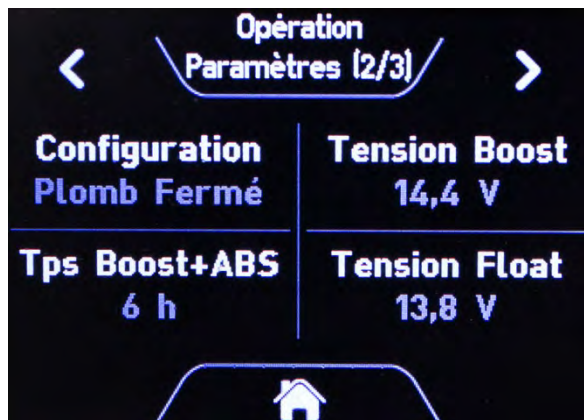 Opération
Paramètres (2/3)
Configuration
Plomb Fermé
Tension Boost
14,4 V
Tps Boost+ABS
6 h
Tension Float
13,8 V